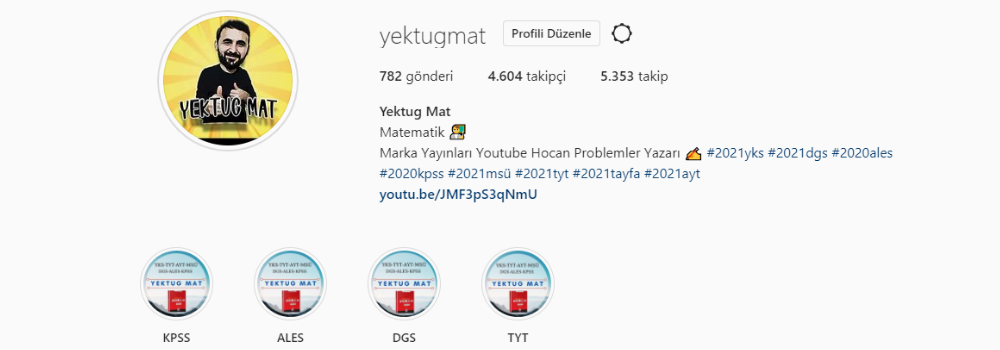 yektugmat Profili Düzenle
782 gönderi 4.604 takipçi 5.353 takip
YEKTUG MAT
Yektug Mat
Matematik
Marka Yayınları Youtube Hocan Problemler Yazarı #2021yks #2021dgs #2020ales
#2020kpss #2021msü #2021tyt #2021tayfa #2021ayt
youtu.be/JMF3pS3qNmU
YKS-TYT-AYT-MSÜ
DGS-ALES-KPSS
YEKTUG MAT
KPSS
YKS-TYT-AYT-MSÜ
DGS-ALES-KPSS
YEKTUG MAT
ALES
YKS-TYT-AYT-MSÜ
DGS-ALES-KPSS
YEKTUG MAT
DGS
YKS-TYT-AYT-MSÜ
DGS-ALES-KPSS
YEKTUG MAT
TYT